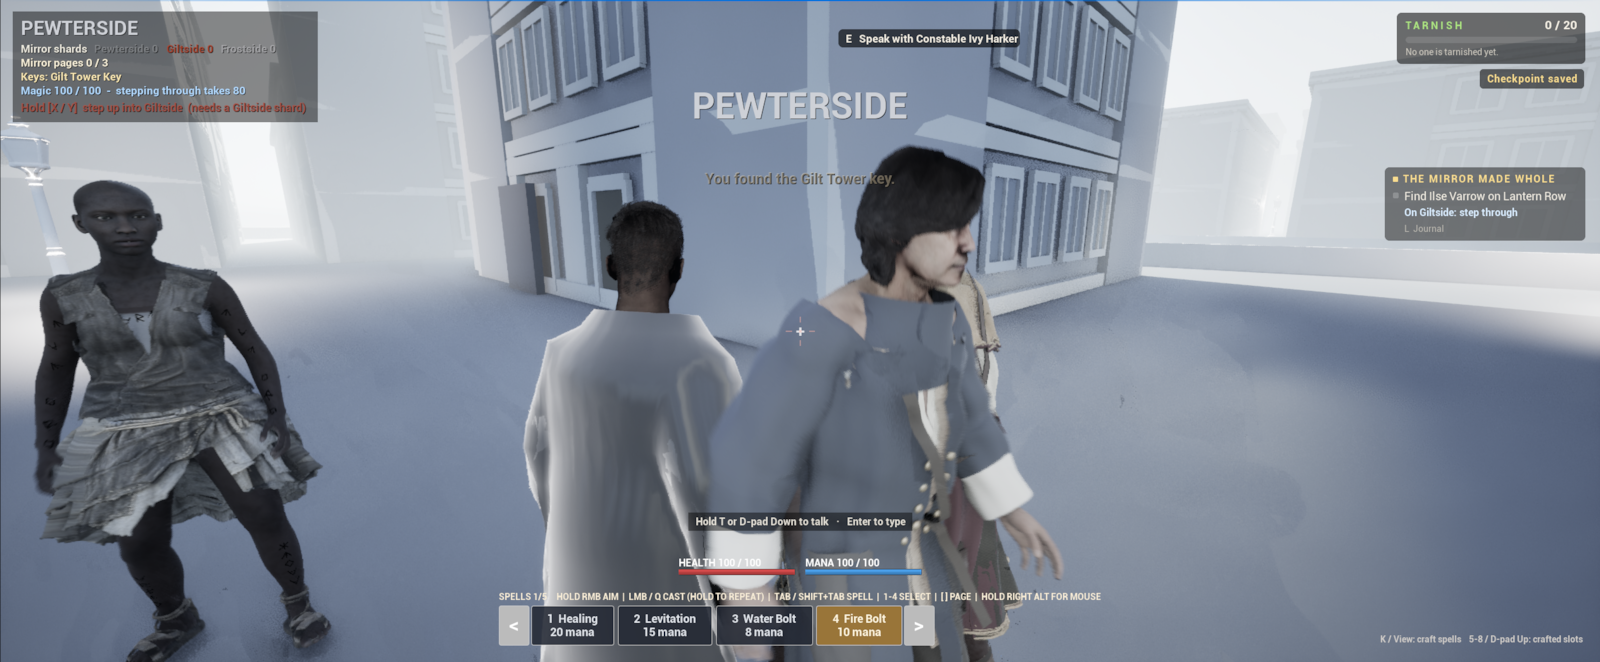 PEWTERSIDE
Mirror shards Pewterside 0 Giltside 0 Frostside 0
Mirror pages 0 / 3
Keys: Gilt Tower Key
Magic 100 / 100 - stepping through takes 80
Hold [X / Y] step up into Giltside (needs a Giltside shard)
E Speak with Constable Ivy Harker
PEWTERSIDE
You found the Gilt Tower key.
TARNISH 0 / 20
No one is tarnished yet.
Checkpoint saved
THE MIRROR MADE WHOLE
Find Ilse Varrow on Lantern Row
On Giltside: step through
L Journal
Hold T or D-pad Down to talk · Enter to type
HEALTH 100 / 100 MANA 100 / 100
SPELLS 1/5 HOLD RMB AIM | LMB / Q CAST (HOLD TO REPEAT) | TAB / SHIFT+TAB SPELL | 1-4 SELECT | [ ] PAGE | HOLD RIGHT ALT FOR MOUSE
< 1 Healing 2 Levitation 3 Water Bolt 4 Fire Bolt >
20 mana 15 mana 8 mana 10 mana
K / View: craft spells 5-8 / D-pad Up: crafted slots